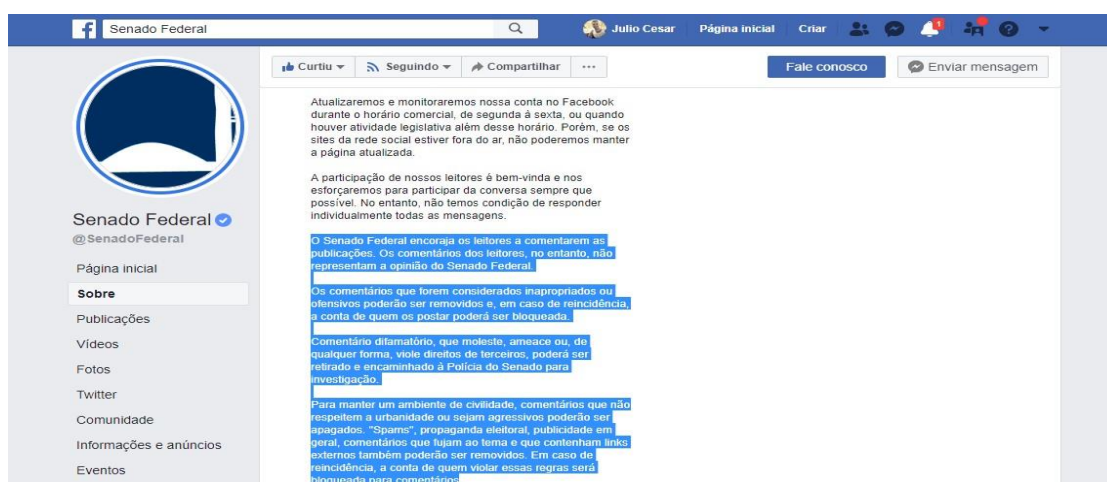 Senado Federal
Julio Cesar
Página inicial
Criar
Curtiu
Seguindo
Compartilhar
Fale conosco
Enviar mensagem
Senado Federal
@SenadoFederal
Página inicial
Sobre
Publicações
Vídeos
Fotos
Twitter
Comunidade
Informações e anúncios
Eventos
Atualizaremos e monitoraremos nossa conta no Facebook
durante o horário comercial, de segunda à sexta, ou quando
houver atividade legislativa além desse horário. Porém, se os
sites da rede social estiver fora do ar, não poderemos manter
a página atualizada.
A participação de nossos leitores é bem-vinda e nos
esforçaremos para participar da conversa sempre que
possível. No entanto, não temos condição de responder
individualmente todas as mensagens.
O Senado Federal encoraja os leitores a comentarem as
publicações. Os comentários dos leitores, no entanto, não
representam a opinião do Senado Federal.
Os comentários que forem considerados inapropriados ou
ofensivos poderão ser removidos e, em caso de reincidência,
a conta de quem os postar poderá ser bloqueada.
Comentário difamatório, que moleste, ameace ou, de
qualquer forma, viole direitos de terceiros, poderá ser
retirado e encaminhado à Polícia do Senado para
investigação.
Para manter um ambiente de civilidade, comentários que não
respeitem a urbanidade ou sejam agressivos poderão ser
apagados. "Spams", propaganda eleitoral, publicidade em
geral, comentários que fujam ao tema e que contenham links
externos também poderão ser removidos. Em caso de
reincidência, a conta de quem violar essas regras será
bloqueada para comentários